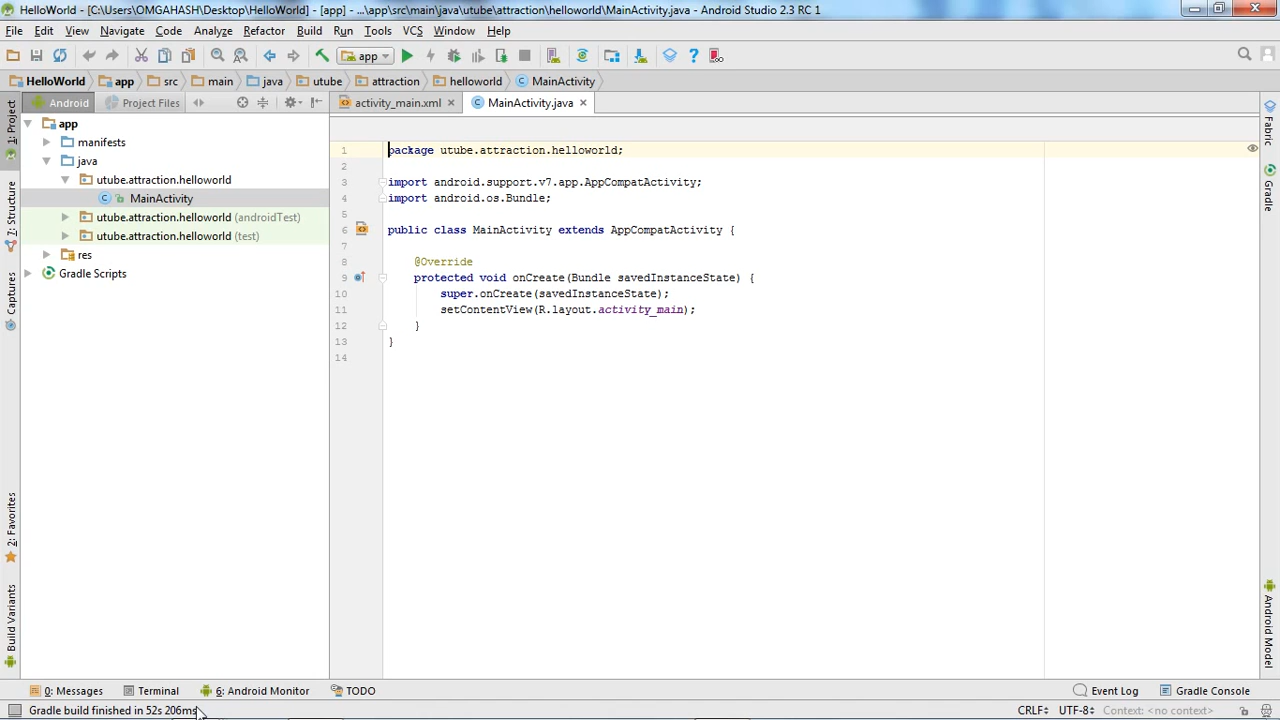 HelloWorld - [C:\Users\OMGAHASH\Desktop\HelloWorld] - [app] - ...\app\src\main\java\utube\attraction\helloworld\MainActivity.java - Android Studio 2.3 RC 1
File Edit View Navigate Code Analyze Refactor Build Run Tools VCS Window Help
app
HelloWorld app src main java utube attraction helloworld MainActivity
Android Project Files activity_main.xml MainActivity.java
1: Project
7: Structure
Captures
2: Favorites
Build Variants
app
manifests
java
utube.attraction.helloworld
MainActivity
utube.attraction.helloworld (androidTest)
utube.attraction.helloworld (test)
res
Gradle Scripts
1 package utube.attraction.helloworld;
2
3 import android.support.v7.app.AppCompatActivity;
4 import android.os.Bundle;
5
6 public class MainActivity extends AppCompatActivity {
7
8 @Override
9 protected void onCreate(Bundle savedInstanceState) {
10 super.onCreate(savedInstanceState);
11 setContentView(R.layout.activity_main);
12 }
13 }
14
Fabric
Gradle
Android Model
0: Messages Terminal 6: Android Monitor TODO Event Log Gradle Console
Gradle build finished in 52s 206ms CRLF UTF-8 Context: <no context>